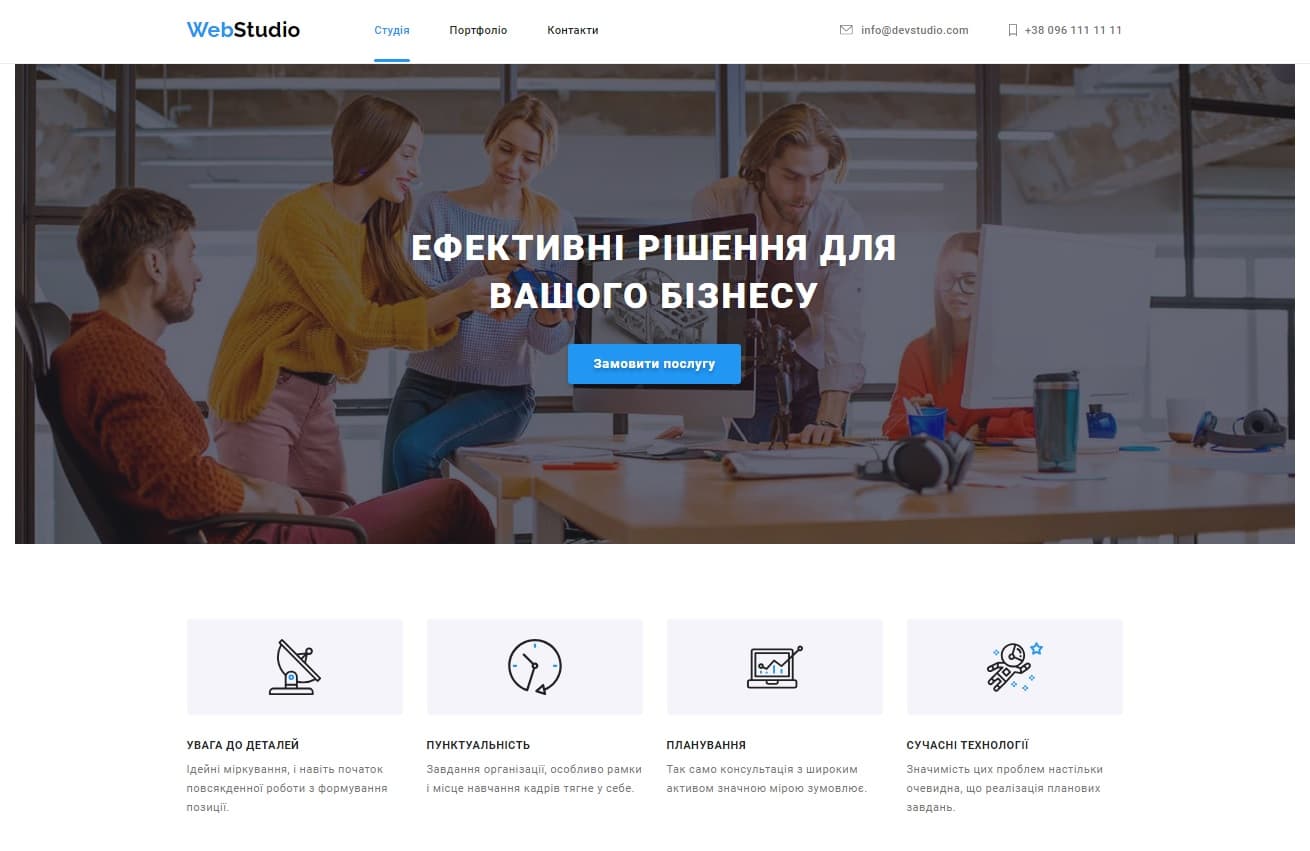 WebStudio
Студія
Портфоліо
Контакти
info@devstudio.com
+38 096 111 11 11
ЕФЕКТИВНІ РІШЕННЯ ДЛЯ
ВАШОГО БІЗНЕСУ
Замовити послугу
УВАГА ДО ДЕТАЛЕЙ
Ідейні міркування, і навіть початок
повсякденної роботи з формування
позиції.
ПУНКТУАЛЬНІСТЬ
Завдання організації, особливо рамки
і місце навчання кадрів тягне у себе.
ПЛАНУВАННЯ
Так само консультація з широким
активом значною мірою зумовлює.
СУЧАСНІ ТЕХНОЛОГІЇ
Значимість цих проблем настільки
очевидна, що реалізація планових
завдань.